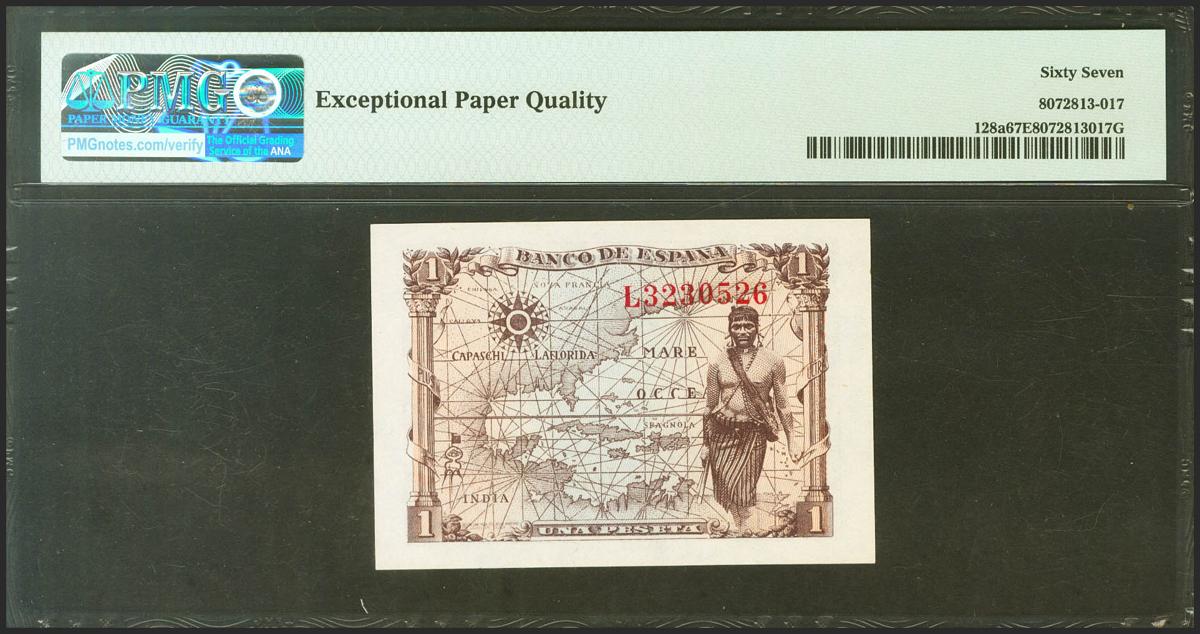 PMG
PAPER MONEY GUARANTY
PMGnotes.com/verify
The Official Grading
Service of the ANA
Exceptional Paper Quality
Sixty Seven
8072813-017
128a67E8072813017G
BANCO DE ESPAÑA
1
1
NOVA FRANCIA
L3230526
CAPASCHI LAFLORIDA MARE
OCCE
SPAGNOLA
INDIA
1
UNA PESETA
1